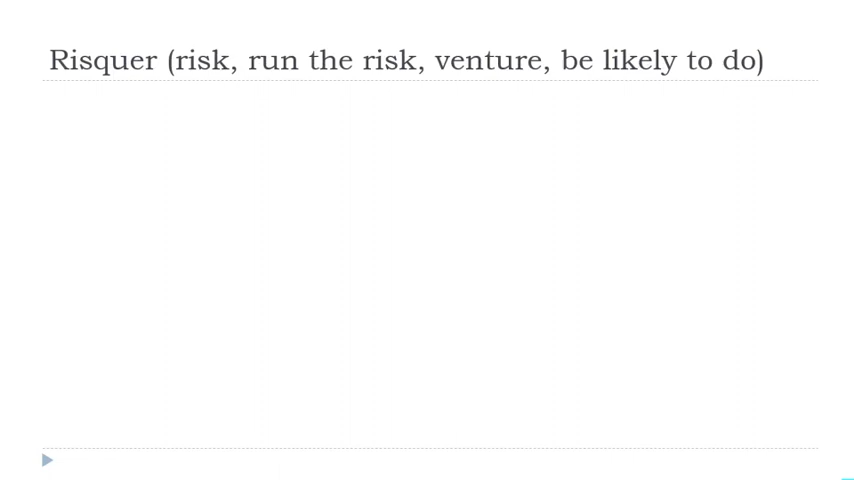 Risquer (risk, run the risk, venture, be likely to do)